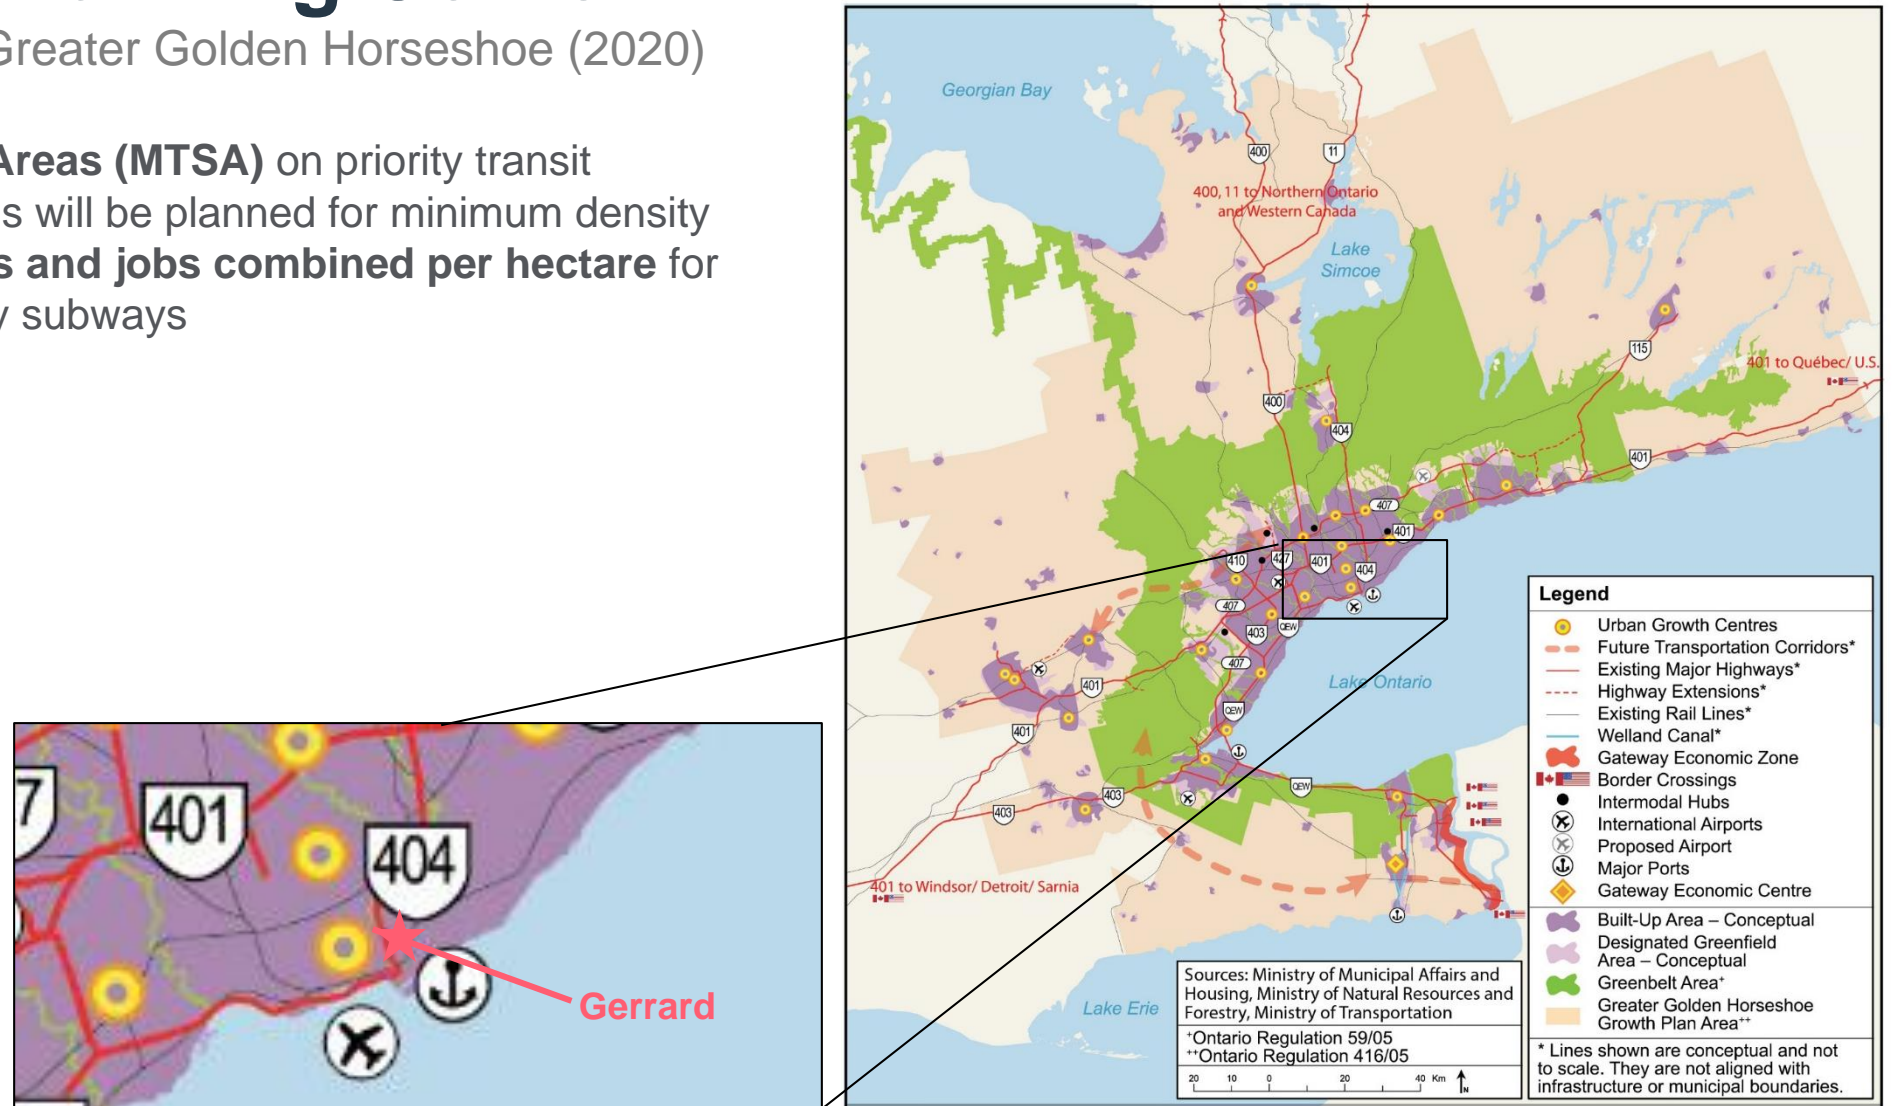 Greater Golden Horseshoe (2020)
Areas (MTSA) on priority transit
s will be planned for minimum density
s and jobs combined per hectare for
y subways
Georgian Bay
400
11
400, 11 to Northern Ontario
and Western Canada
Lake
Simcoe
115
401 to Québec/ U.S.
400
404
401
407
401
410
427
401
404
407
403
QEW
407
Lake Ontario
401
QEW
401
403
403
QEW
401 to Windsor/ Detroit/ Sarnia
Lake Erie
7
401
404
Gerrard
Legend
Urban Growth Centres
Future Transportation Corridors*
Existing Major Highways*
Highway Extensions*
Existing Rail Lines*
Welland Canal*
Gateway Economic Zone
Border Crossings
Intermodal Hubs
International Airports
Proposed Airport
Major Ports
Gateway Economic Centre
Built-Up Area – Conceptual
Designated Greenfield
Area – Conceptual
Greenbelt Area+
Greater Golden Horseshoe
Growth Plan Area++
* Lines shown are conceptual and not
to scale. They are not aligned with
infrastructure or municipal boundaries.
Sources: Ministry of Municipal Affairs and
Housing, Ministry of Natural Resources and
Forestry, Ministry of Transportation
+Ontario Regulation 59/05
++Ontario Regulation 416/05
20 10 0 20 40 Km
N